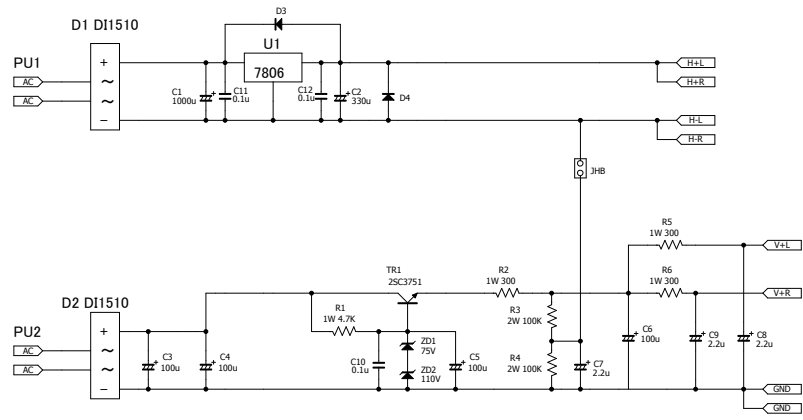 D3
D1 DI1510
U1
PU1
+
7806
H+L
AC
~
H+R
C1
1000u
+
C11
0.1u
C12
0.1u
+
C2
330u
D4
AC
~
–
H-L
H-R
JHB
R5
1W 300
V+L
TR1
2SC3751
R2
1W 300
R6
1W 300
V+R
D2 DI1510
R1
1W 4.7K
R3
2W 100K
PU2
+
AC
~
C3
100u
+
C4
100u
+
C10
0.1u
ZD1
75V
ZD2
110V
C5
100u
+
R4
2W 100K
C7
2.2u
+
C6
100u
+
C9
2.2u
+
C8
2.2u
+
AC
~
–
GND
GND